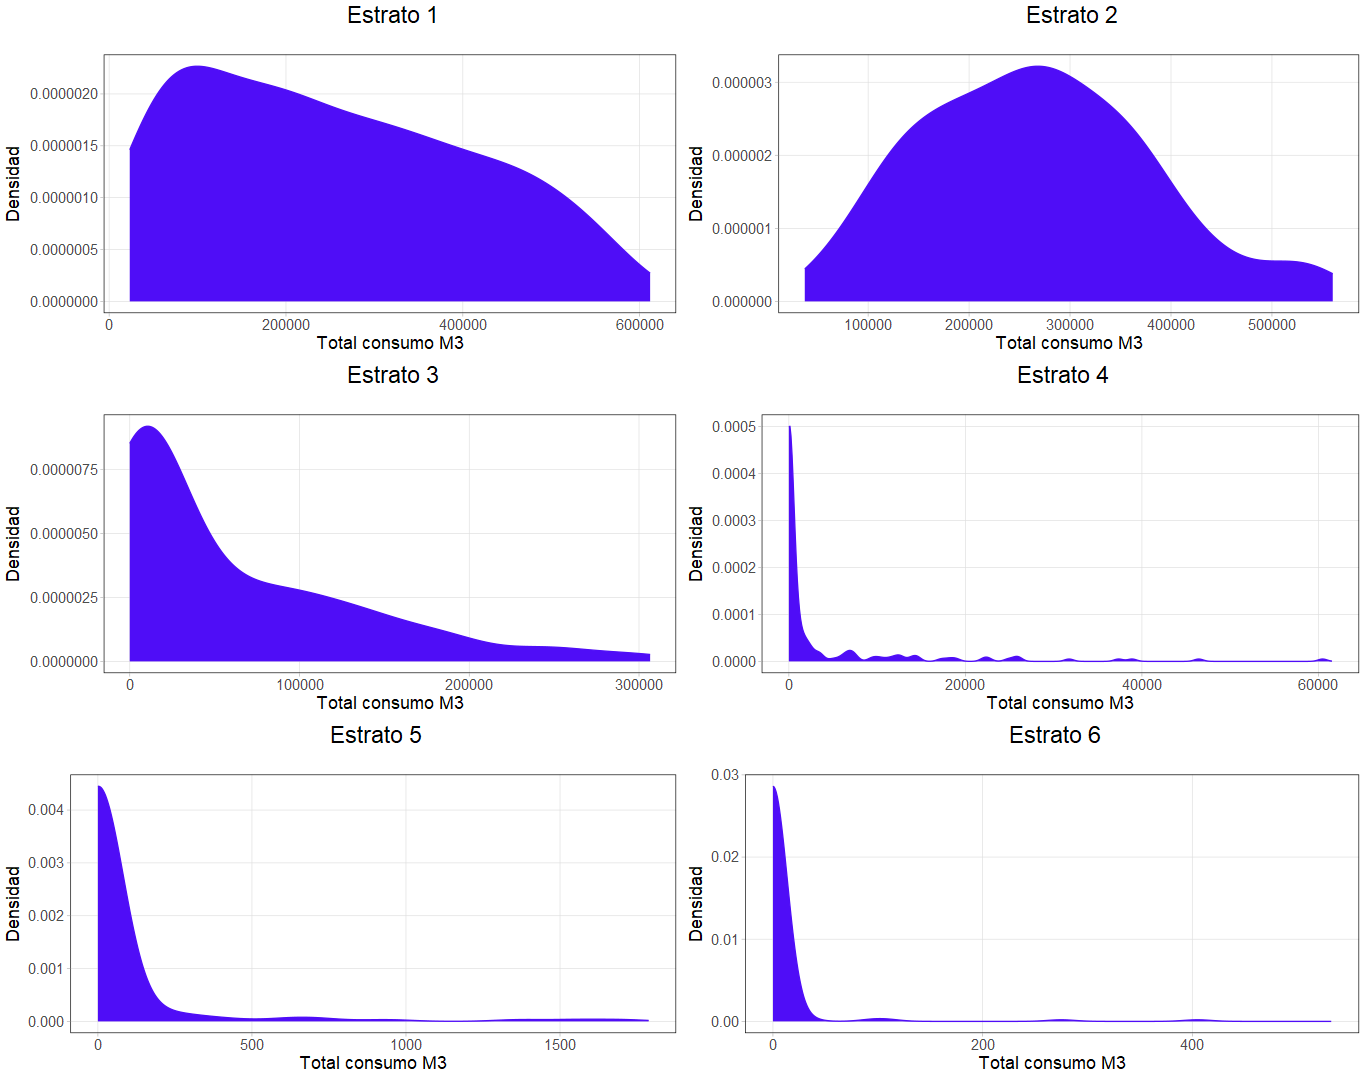 Estrato 1
Densidad
0.0000020
0.0000015
0.0000010
0.0000005
0.0000000
0 200000 400000 600000
Total consumo M3
Estrato 2
Densidad
0.000003
0.000002
0.000001
0.000000
100000 200000 300000 400000 500000
Total consumo M3
Estrato 3
Densidad
0.0000075
0.0000050
0.0000025
0.0000000
0 100000 200000 300000
Total consumo M3
Estrato 4
Densidad
0.0005
0.0004
0.0003
0.0002
0.0001
0.0000
0 20000 40000 60000
Total consumo M3
Estrato 5
Densidad
0.004
0.003
0.002
0.001
0.000
0 500 1000 1500
Total consumo M3
Estrato 6
Densidad
0.03
0.02
0.01
0.00
0 200 400
Total consumo M3